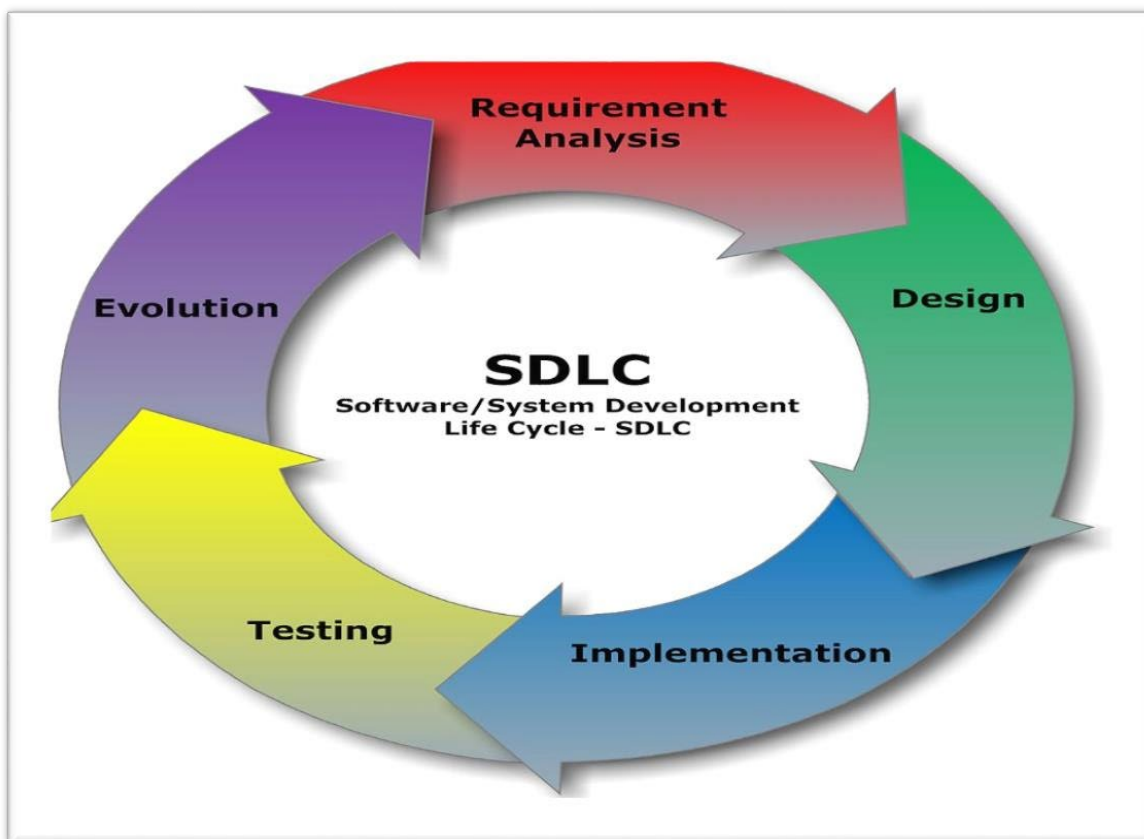 Requirement
Analysis
Design
Implementation
Testing
Evolution
SDLC
Software/System Development
Life Cycle - SDLC